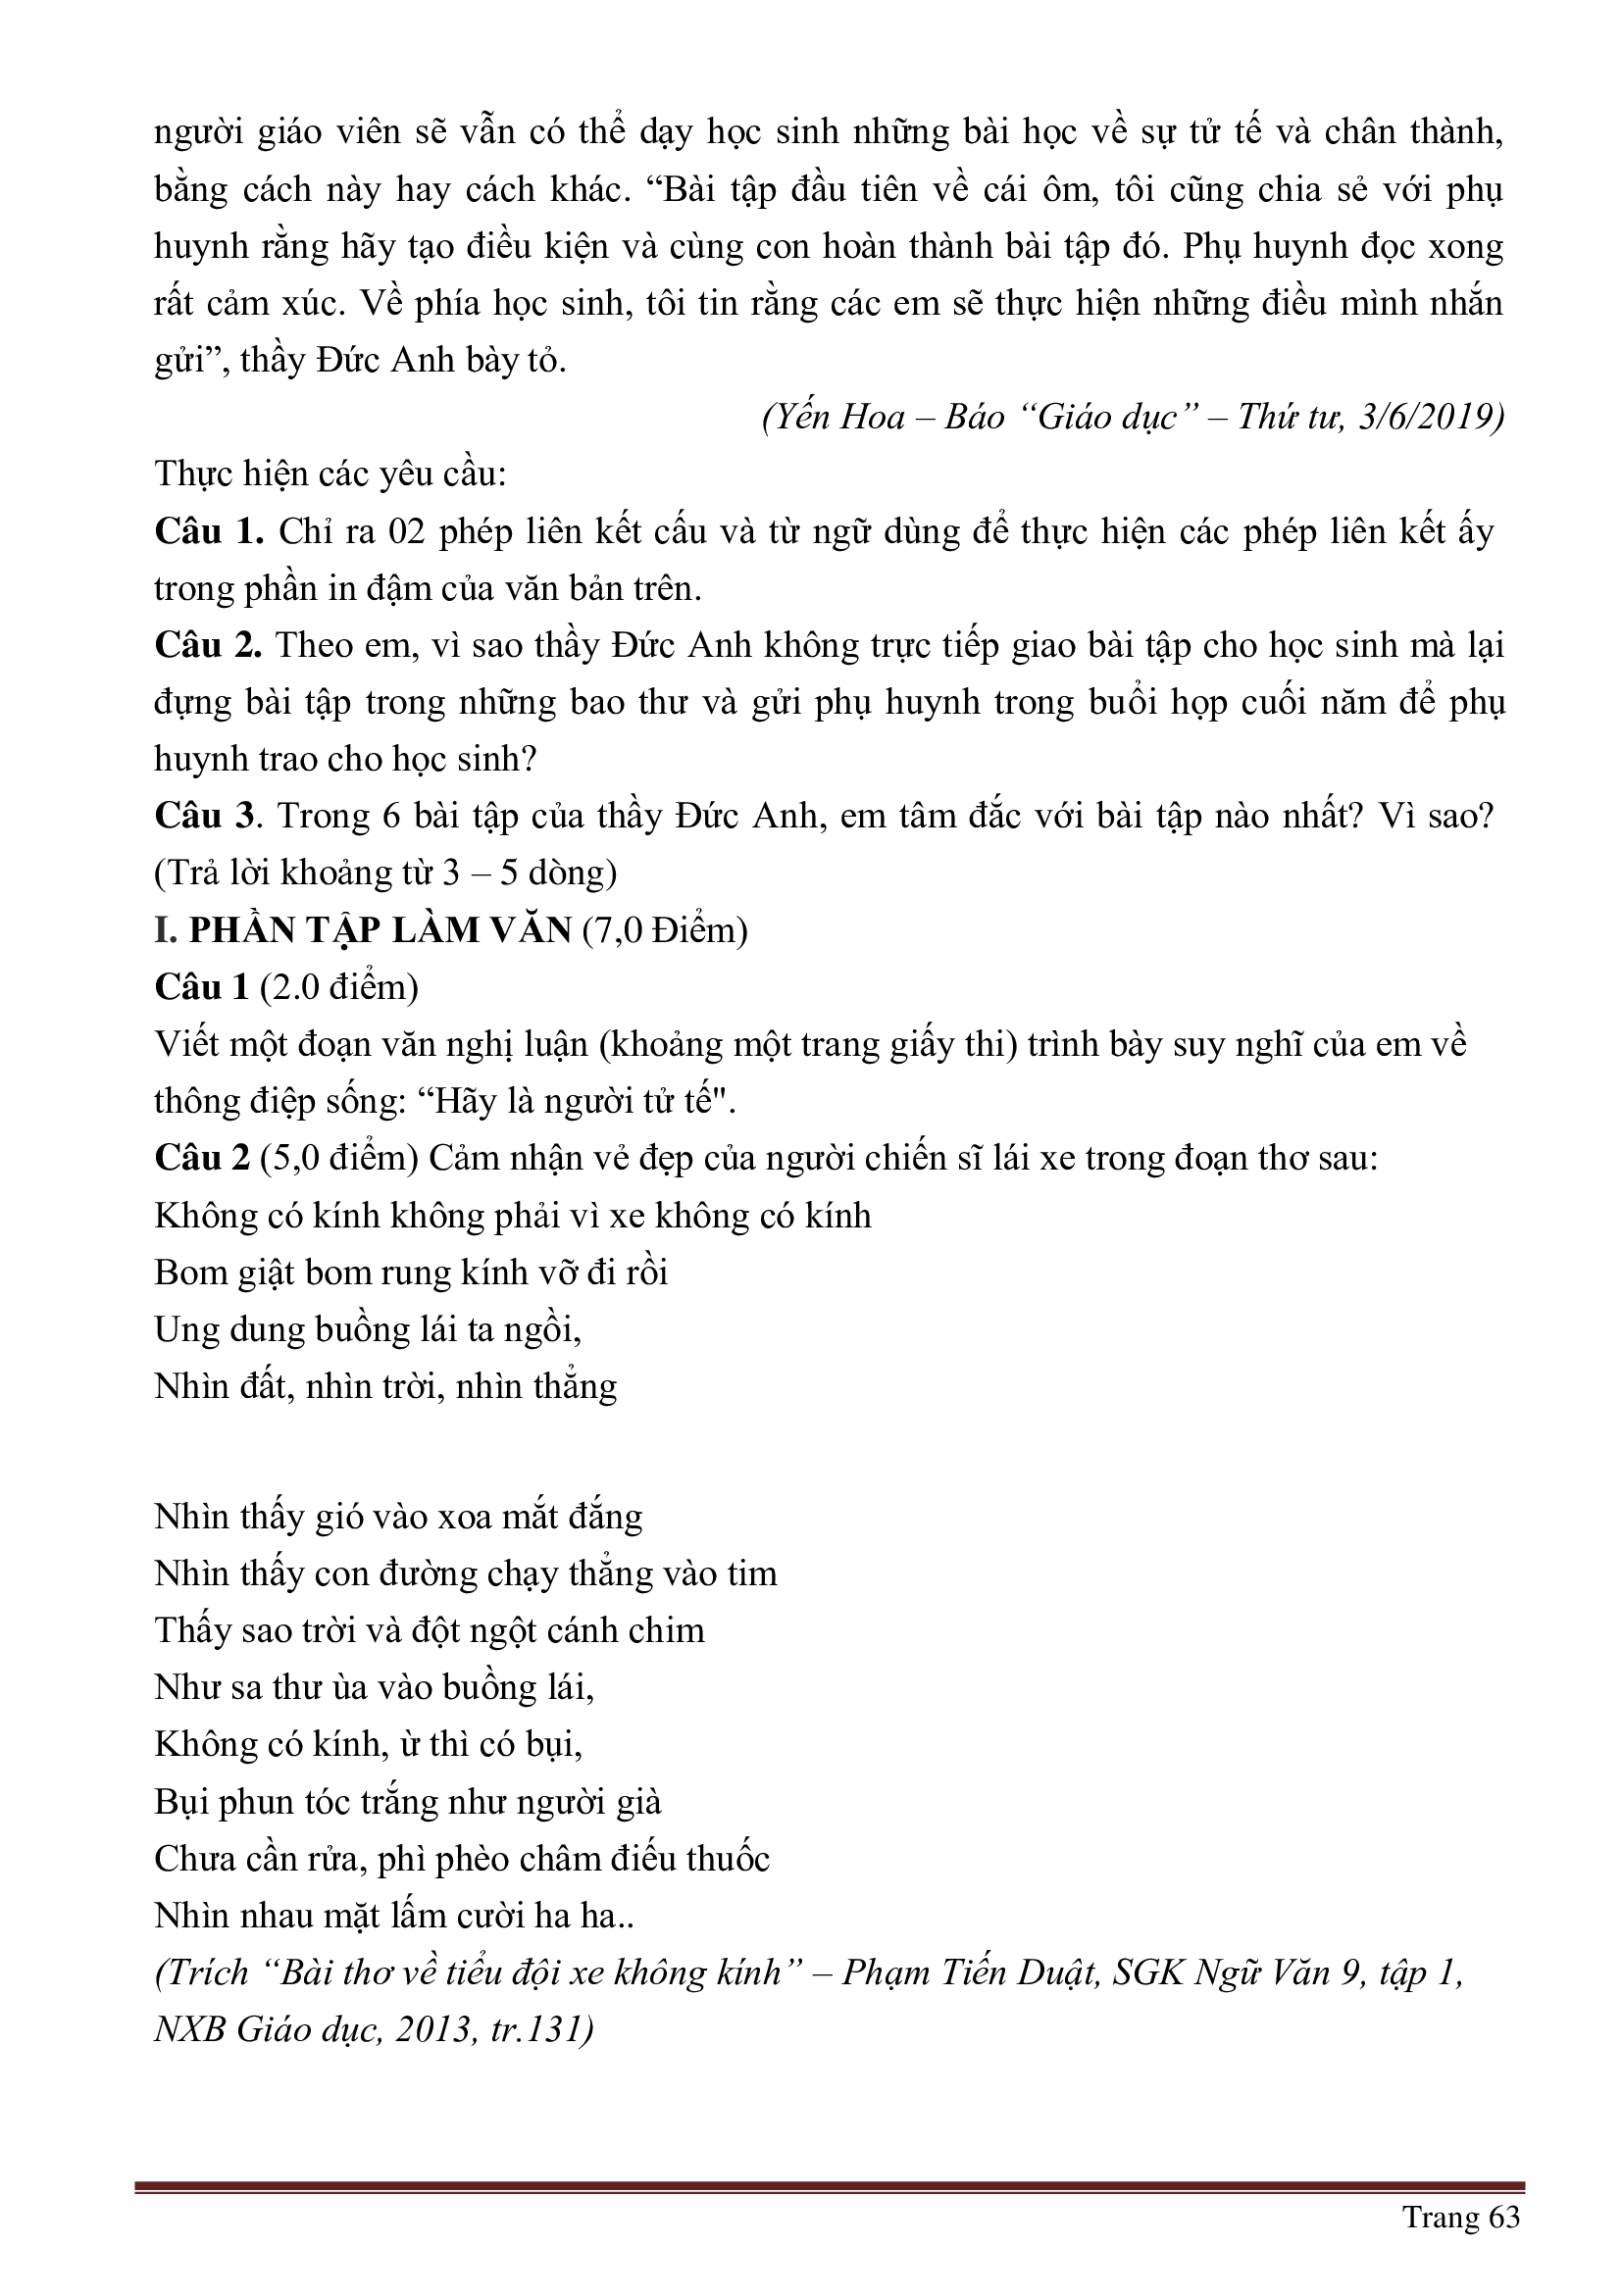 người giáo viên sẽ vẫn có thể dạy học sinh những bài học về sự tử tế và chân thành,
bằng cách này hay cách khác. “Bài tập đầu tiên về cái ôm, tôi cũng chia sẻ với phụ
huynh rằng hãy tạo điều kiện và cùng con hoàn thành bài tập đó. Phụ huynh đọc xong
rất cảm xúc. Về phía học sinh, tôi tin rằng các em sẽ thực hiện những điều mình nhắn
gửi”, thầy Đức Anh bày tỏ.
(Yến Hoa – Báo “Giáo dục” – Thứ tư, 3/6/2019)
Thực hiện các yêu cầu:
Câu 1. Chỉ ra 02 phép liên kết cấu và từ ngữ dùng để thực hiện các phép liên kết ấy
trong phần in đậm của văn bản trên.
Câu 2. Theo em, vì sao thầy Đức Anh không trực tiếp giao bài tập cho học sinh mà lại
đựng bài tập trong những bao thư và gửi phụ huynh trong buổi họp cuối năm để phụ
huynh trao cho học sinh?
Câu 3. Trong 6 bài tập của thầy Đức Anh, em tâm đắc với bài tập nào nhất? Vì sao?
(Trả lời khoảng từ 3 – 5 dòng)
I. PHẦN TẬP LÀM VĂN (7,0 Điểm)
Câu 1 (2.0 điểm)
Viết một đoạn văn nghị luận (khoảng một trang giấy thi) trình bày suy nghĩ của em về
thông điệp sống: “Hãy là người tử tế".
Câu 2 (5,0 điểm) Cảm nhận vẻ đẹp của người chiến sĩ lái xe trong đoạn thơ sau:
Không có kính không phải vì xe không có kính
Bom giật bom rung kính vỡ đi rồi
Ung dung buồng lái ta ngồi,
Nhìn đất, nhìn trời, nhìn thẳng
Nhìn thấy gió vào xoa mắt đắng
Nhìn thấy con đường chạy thẳng vào tim
Thấy sao trời và đột ngột cánh chim
Như sa thư ùa vào buồng lái,
Không có kính, ừ thì có bụi,
Bụi phun tóc trắng như người già
Chưa cần rửa, phì phèo châm điếu thuốc
Nhìn nhau mặt lấm cười ha ha..
(Trích “Bài thơ về tiểu đội xe không kính” – Phạm Tiến Duật, SGK Ngữ Văn 9, tập 1,
NXB Giáo dục, 2013, tr.131)
Trang 63